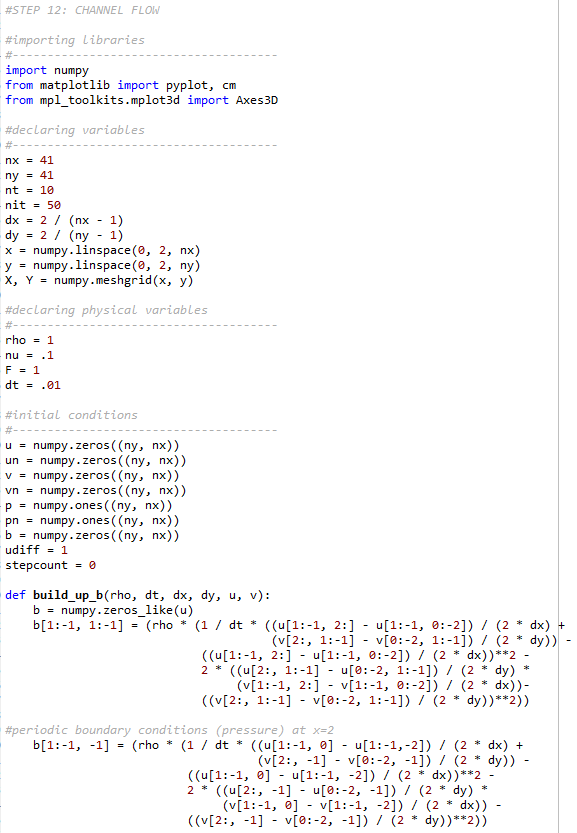 #STEP 12: CHANNEL FLOW
#importing libraries
#--------------------------------------
import numpy
from matplotlib import pyplot, cm
from mpl_toolkits.mplot3d import Axes3D
#declaring variables
#--------------------------------------
nx = 41
ny = 41
nt = 10
nit = 50
dx = 2 / (nx - 1)
dy = 2 / (ny - 1)
x = numpy.linspace(0, 2, nx)
y = numpy.linspace(0, 2, ny)
X, Y = numpy.meshgrid(x, y)
#declaring physical variables
#--------------------------------------
rho = 1
nu = .1
F = 1
dt = .01
#initial conditions
#--------------------------------------
u = numpy.zeros((ny, nx))
un = numpy.zeros((ny, nx))
v = numpy.zeros((ny, nx))
vn = numpy.zeros((ny, nx))
p = numpy.ones((ny, nx))
pn = numpy.ones((ny, nx))
b = numpy.zeros((ny, nx))
udiff = 1
stepcount = 0
def build_up_b(rho, dt, dx, dy, u, v):
    b = numpy.zeros_like(u)
    b[1:-1, 1:-1] = (rho * (1 / dt * ((u[1:-1, 2:] - u[1:-1, 0:-2]) / (2 * dx) +
                                      (v[2:, 1:-1] - v[0:-2, 1:-1]) / (2 * dy)) -
                            ((u[1:-1, 2:] - u[1:-1, 0:-2]) / (2 * dx))**2 -
                            2 * ((u[2:, 1:-1] - u[0:-2, 1:-1]) / (2 * dy) *
                                 (v[1:-1, 2:] - v[1:-1, 0:-2]) / (2 * dx))-
                            ((v[2:, 1:-1] - v[0:-2, 1:-1]) / (2 * dy))**2))
#periodic boundary conditions (pressure) at x=2
    b[1:-1, -1] = (rho * (1 / dt * ((u[1:-1, 0] - u[1:-1,-2]) / (2 * dx) +
                                    (v[2:, -1] - v[0:-2, -1]) / (2 * dy)) -
                          ((u[1:-1, 0] - u[1:-1, -2]) / (2 * dx))**2 -
                          2 * ((u[2:, -1] - u[0:-2, -1]) / (2 * dy) *
                               (v[1:-1, 0] - v[1:-1, -2]) / (2 * dx)) -
                          ((v[2:, -1] - v[0:-2, -1]) / (2 * dy))**2))